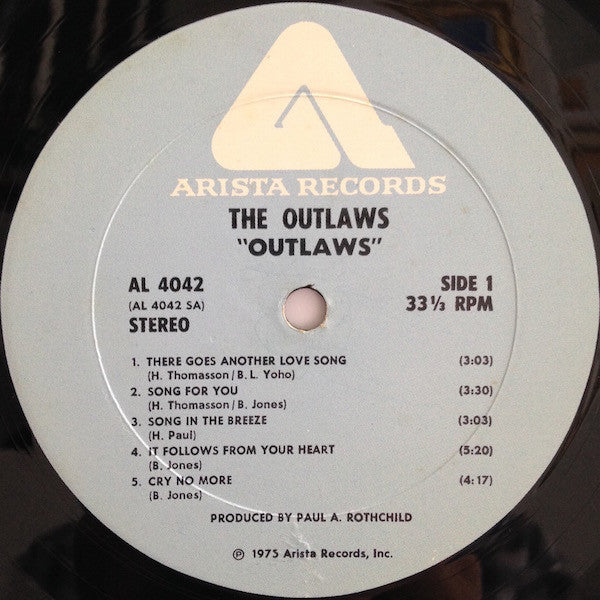 ARISTA RECORDS
THE OUTLAWS
"OUTLAWS"
AL 4042
(AL 4042 SA)
STEREO
SIDE 1
33 1/3 RPM
1. THERE GOES ANOTHER LOVE SONG (3:03)
(H. Thomasson/B.L. Yoho)
2. SONG FOR YOU (3:30)
(H. Thomasson/B. Jones)
3. SONG IN THE BREEZE (3:03)
(H. Paul)
4. IT FOLLOWS FROM YOUR HEART (5:20)
(B. Jones)
5. CRY NO MORE (4:17)
(B. Jones)
PRODUCED BY PAUL A. ROTHCHILD
℗ 1975 Arista Records, Inc.